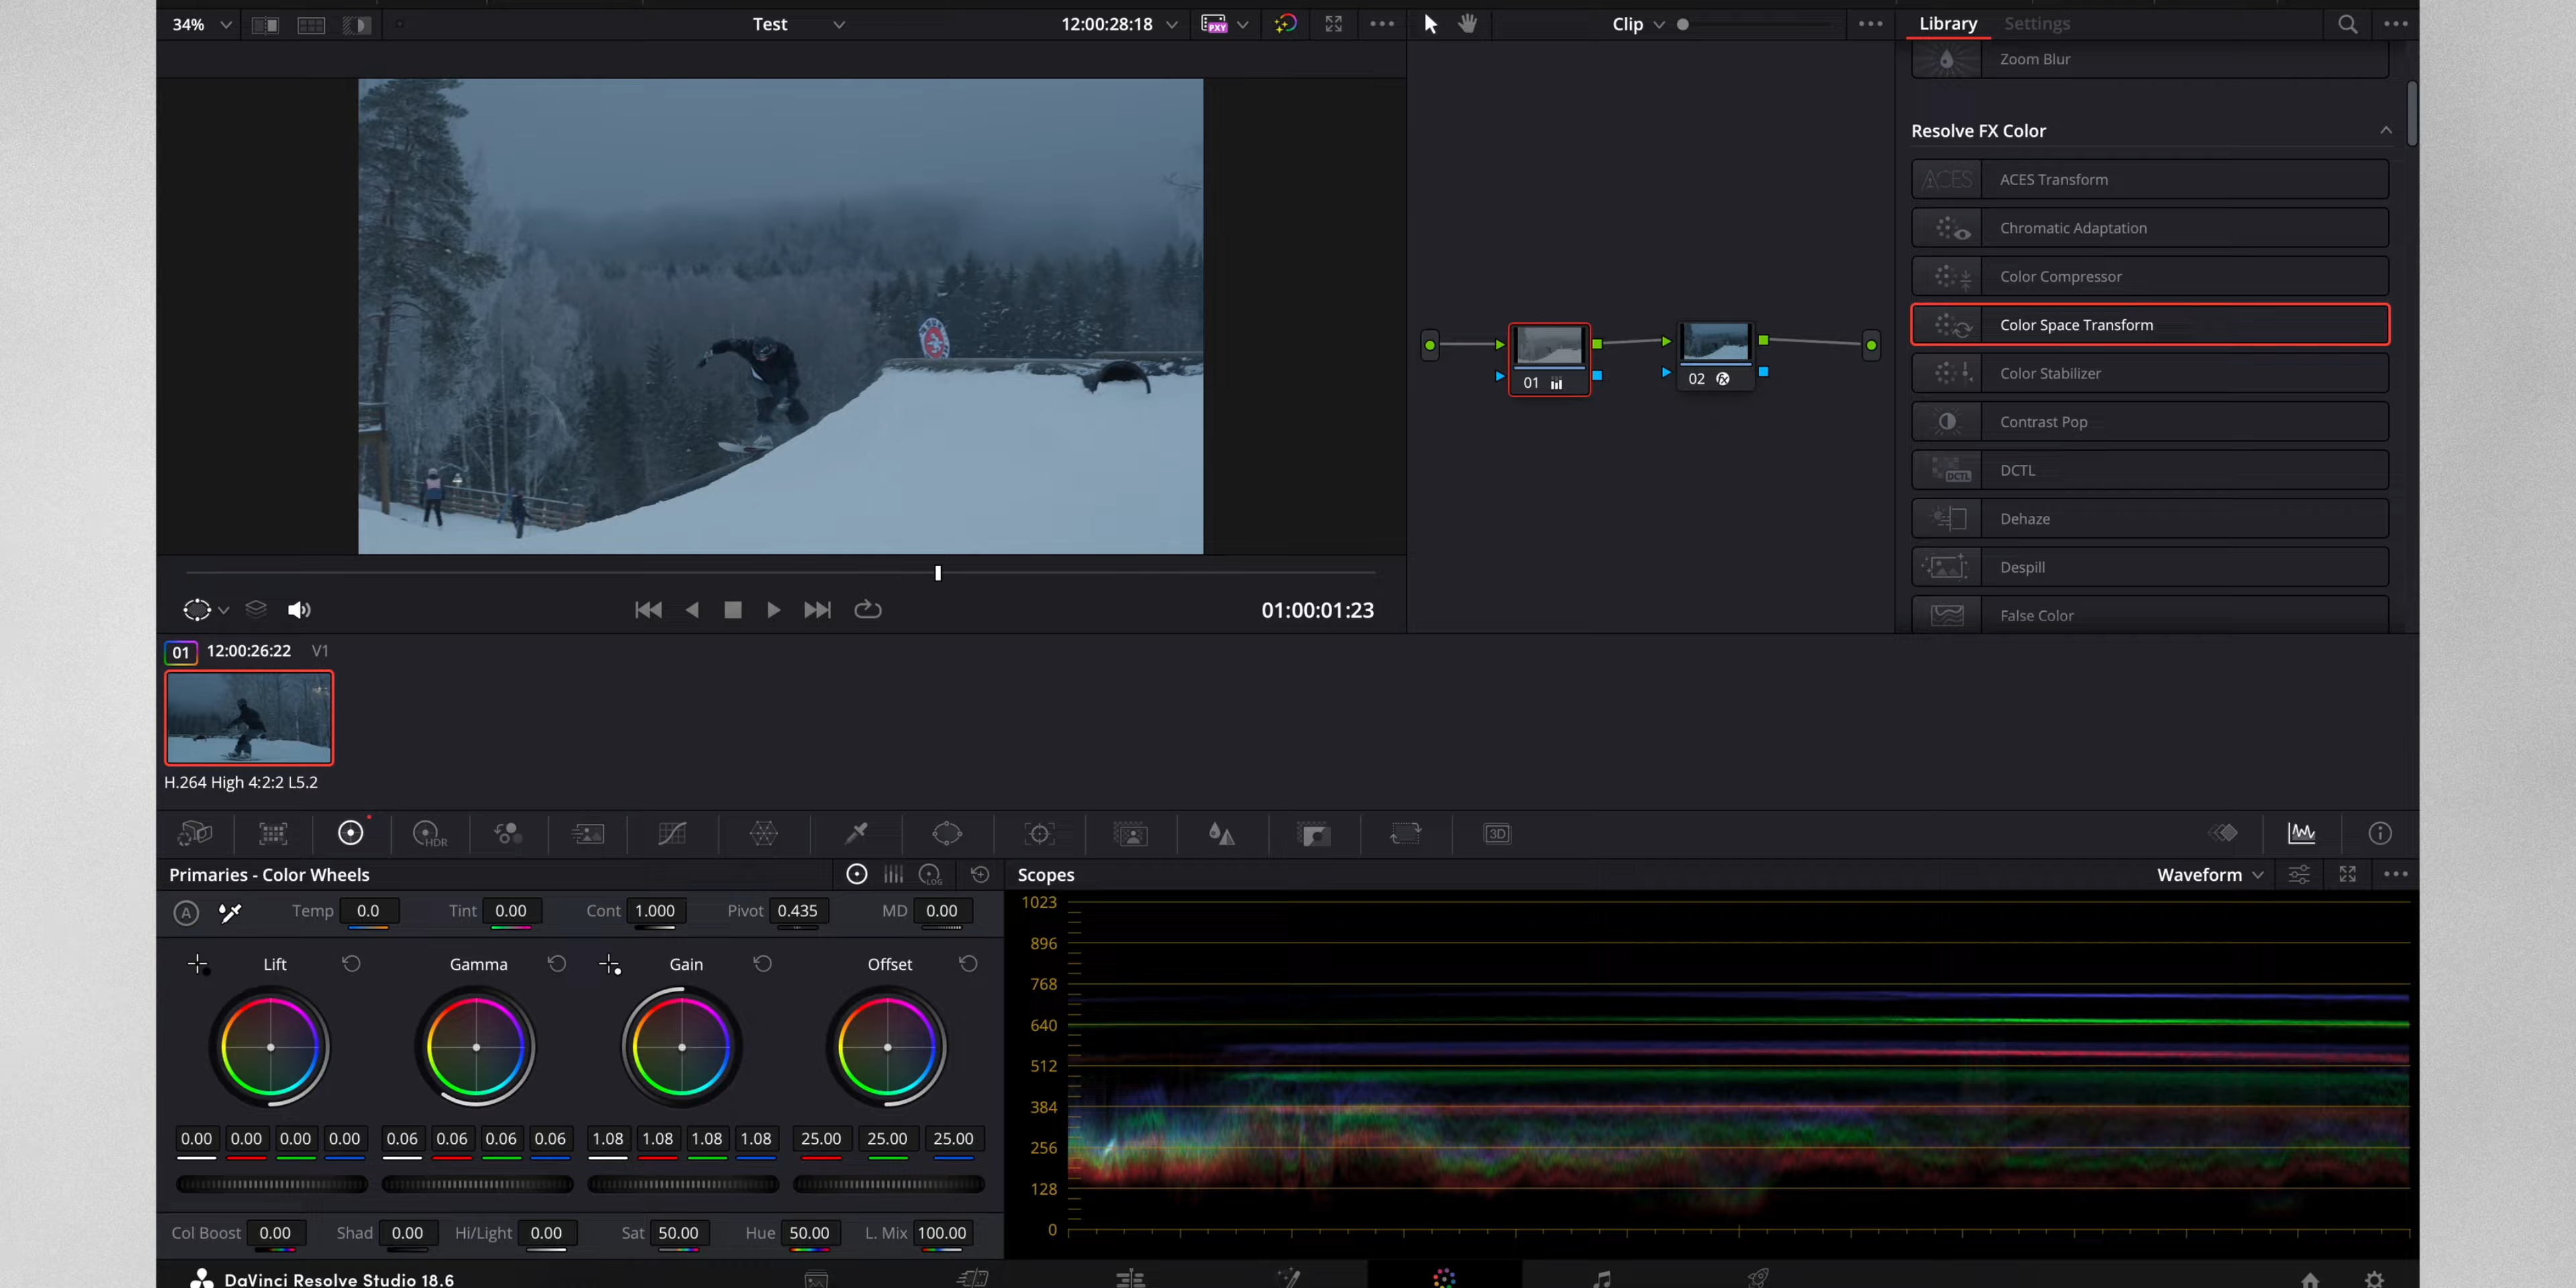 34%
Test
12:00:28:18
PXY
Clip
Library Settings
Zoom Blur
Resolve FX Color
ACES ACES Transform
Chromatic Adaptation
Color Compressor
Color Space Transform
Color Stabilizer
Contrast Pop
DCTL DCTL
Dehaze
Despill
False Color
01
02
01:00:01:23
01 12:00:26:22 V1
H.264 High 4:2:2 L5.2
HDR
3D
Primaries - Color Wheels
LOG
Scopes
Waveform
A Temp 0.0 Tint 0.00 Cont 1.000 Pivot 0.435 MD 0.00
Lift Gamma Gain Offset
0.00 0.00 0.00 0.00 0.06 0.06 0.06 0.06 1.08 1.08 1.08 1.08 25.00 25.00 25.00
Col Boost 0.00 Shad 0.00 Hi/Light 0.00 Sat 50.00 Hue 50.00 L. Mix 100.00
1023
896
768
640
512
384
256
128
0
DaVinci Resolve Studio 18.6